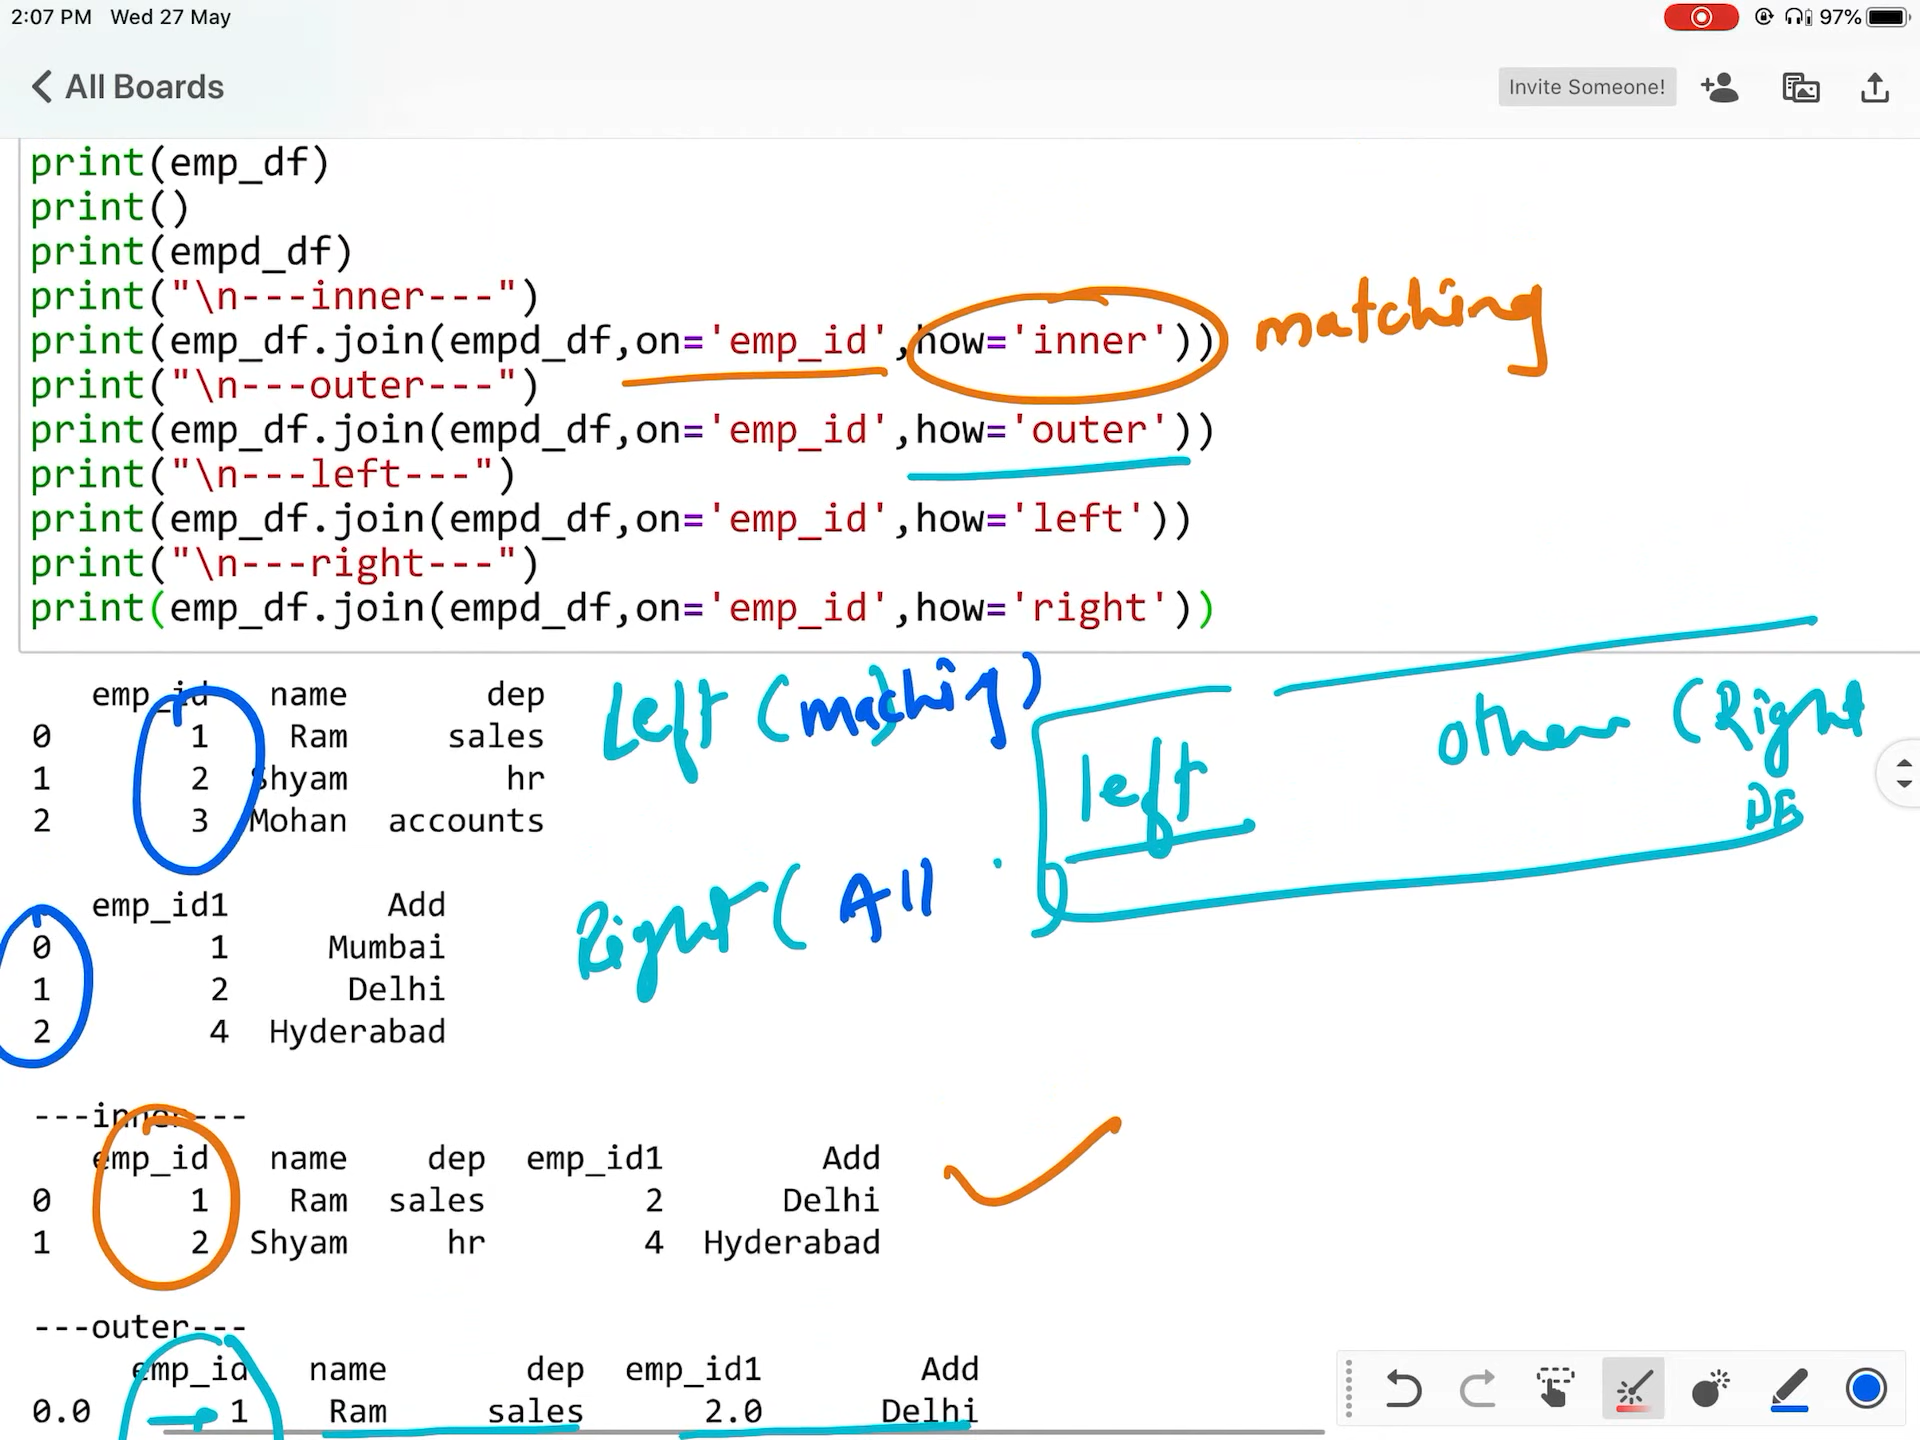 2:07 PM Wed 27 May 97%
All Boards Invite Someone!
print(emp_df)
print()
print(empd_df)
print("\n---inner---")
print(emp_df.join(empd_df,on='emp_id',how='inner')) matching
print("\n---outer---")
print(emp_df.join(empd_df,on='emp_id',how='outer'))
print("\n---left---")
print(emp_df.join(empd_df,on='emp_id',how='left'))
print("\n---right---")
print(emp_df.join(empd_df,on='emp_id',how='right'))
emp_id name dep
0 1 Ram sales
1 2 Shyam hr
2 3 Mohan accounts
Left (maching)
left
other (Right
DF
Right ( All
emp_id1 Add
0 1 Mumbai
1 2 Delhi
2 4 Hyderabad
---inner---
emp_id name dep emp_id1 Add
0 1 Ram sales 2 Delhi
1 2 Shyam hr 4 Hyderabad
---outer---
emp_id name dep emp_id1 Add
0.0 1 Ram sales 2.0 Delhi